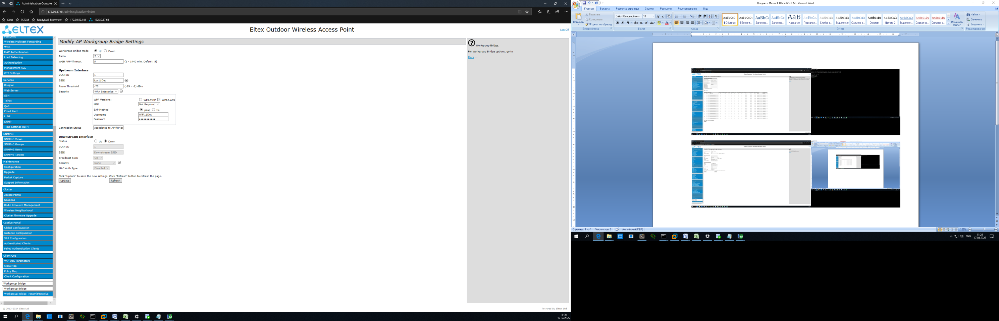 Administration Console
172.30.57.61/admin.cgi?action=index
Сети
PLTCM
ReadyNAS Frontview
172.30.52.141
172.30.57.61
ELTEX
Eltex Outdoor Wireless Access Point
Log Off
Passpoint
Wireless Multicast Forwarding
WDS
MAC Authentication
Load Balancing
Authentication
Management ACL
OTT Settings
Services
Bonjour
Web Server
SSH
Telnet
QoS
Email Alert
LLDP
SNMP
Time Settings (NTP)
SNMPv3
SNMPv3 Views
SNMPv3 Groups
SNMPv3 Users
SNMPv3 Targets
Maintenance
Configuration
Upgrade
Packet Capture
Support Information
Cluster
Access Points
Sessions
Radio Resource Management
Wireless Neighborhood
Cluster Firmware Upgrade
Captive Portal
Global Configuration
Instance Configuration
VAP Configuration
Authenticated Clients
Failed Authentication Clients
Client QoS
VAP QoS Parameters
Class Map
Policy Map
Client Configuration
Workgroup Bridge
Workgroup Bridge
Workgroup Bridge Transmit/Receive
Modify AP Workgroup Bridge Settings
Workgroup Bridge Mode Up Down
Radio 2
WGB ARP-Timeout 5 (1 - 1440 min, Default: 5)
Upstream Interface
VLAN ID 1
SSID Lpc11Dev
Roam Threshold -75 (-99 - -1) dBm
Security WPA Enterprise
WPA Versions: WPA-TKIP WPA2-AES
MFP Not Required
EAP Method peap tls
Username WiFi11Dev
Password •••••••••••
Connection Status Associated to AP f0:4a:
Downstream Interface
Status Up Down
VLAN ID 1
SSID Downstream SSID
Broadcast SSID On
Security None
MAC Auth Type Disabled
Click "Update" to save the new settings. Click "Refresh" button to refresh the page.
Update Refresh
? Workgroup Bridge.
For Workgroup Bridge options, go to
More ...
© 2013-2024 Eltex Ltd
Powered By Eltex Ltd
11:29
17.04.2025
Документ Microsoft Office Word (5) - Microsoft Word
Главная Вставка Разметка страницы Ссылки Рассылки Рецензирование Вид
Вставить
Вырезать
Копировать
Формат по образцу
Буфер обмена
Calibri (Основной тек 11
Шрифт
Абзац
AaBbCcDc AaBbCcDc AaBbC AaBbCc AaB AaBbCc. AaBbCcDc AaBbCcDc AaBbCcDc AaBbCcDc AaBbCcDc AaBbCcDc AaBbCcDc AaBbCcDc
¶ Обычный ¶ Без инт... Заголово... Заголово... Название Подзагол... Слабое в... Выделение Сильное в... Строгий Цитата 2 Выделенн... Слабая сс... Сильная с...
Стили
Изменить стили
Найти
Заменить
Выделить
Редактирование
Eltex Outdoor Wireless Access Point
Eltex Outdoor Wireless Access Point
Страница: 1 из 1 Число слов: 0 Английский (США)
150%
ENG
11:29
17.04.2025